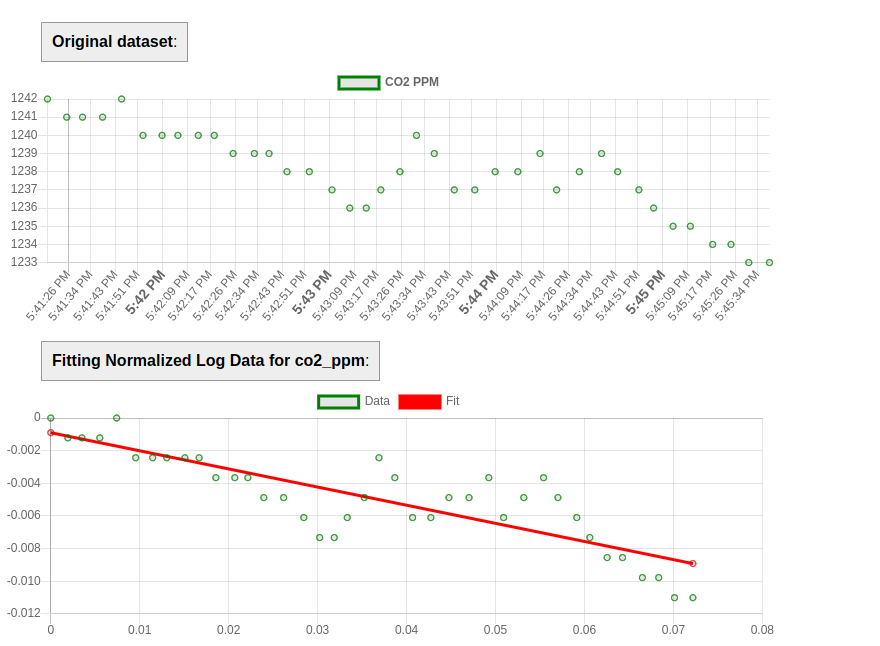 Original dataset:
CO2 PPM
1242
1241
1240
1239
1238
1237
1236
1235
1234
1233
5:41:26 PM
5:41:34 PM
5:41:43 PM
5:41:51 PM
5:42 PM
5:42:09 PM
5:42:17 PM
5:42:26 PM
5:42:34 PM
5:42:43 PM
5:42:51 PM
5:43 PM
5:43:09 PM
5:43:17 PM
5:43:26 PM
5:43:34 PM
5:43:43 PM
5:43:51 PM
5:44 PM
5:44:09 PM
5:44:17 PM
5:44:26 PM
5:44:34 PM
5:44:43 PM
5:44:51 PM
5:45 PM
5:45:09 PM
5:45:17 PM
5:45:26 PM
5:45:34 PM
Fitting Normalized Log Data for co2_ppm:
Data Fit
0
-0.002
-0.004
-0.006
-0.008
-0.010
-0.012
0 0.01 0.02 0.03 0.04 0.05 0.06 0.07 0.08